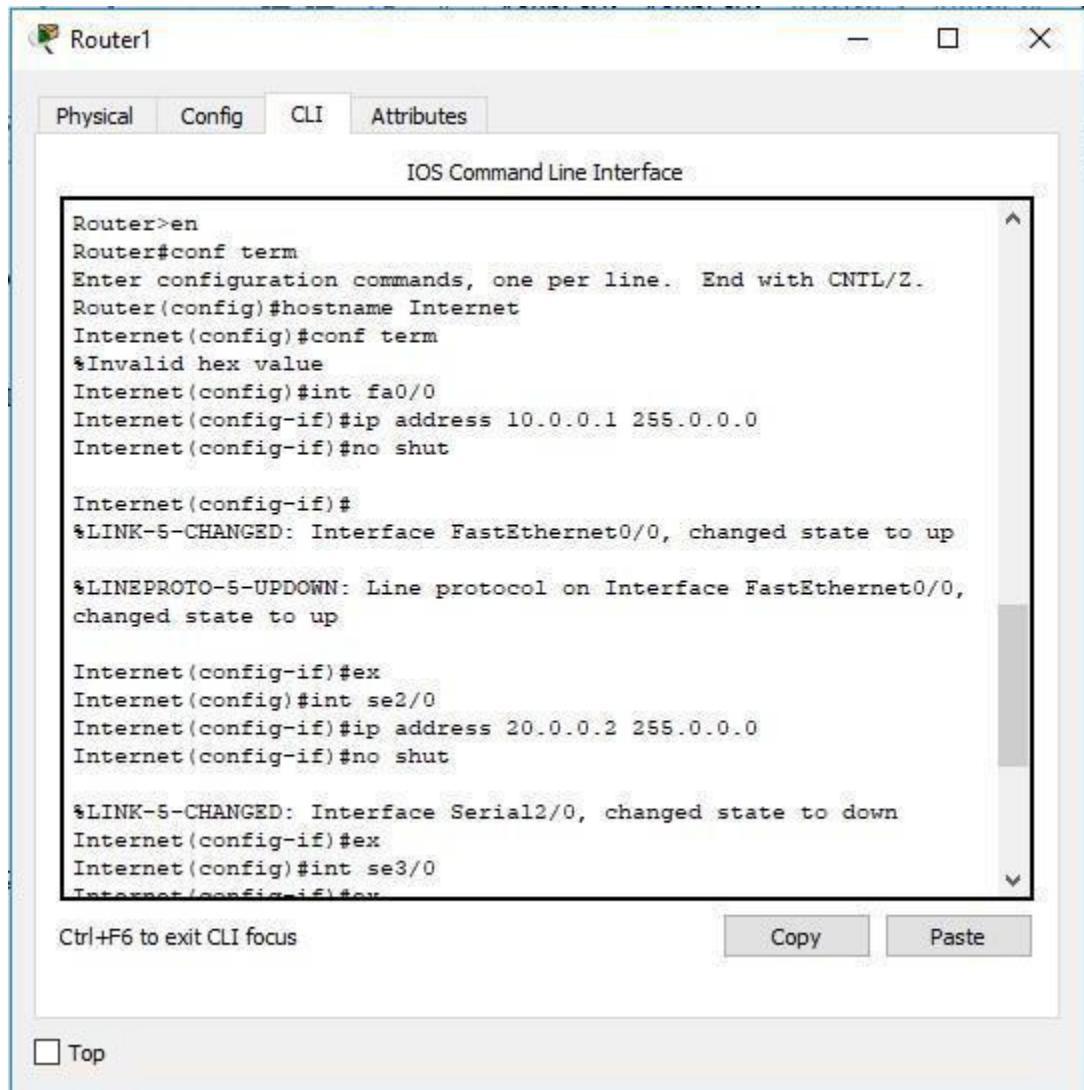 Router1
Physical Config CLI Attributes
IOS Command Line Interface
Router>en
Router#conf term
Enter configuration commands, one per line.  End with CNTL/Z.
Router(config)#hostname Internet
Internet(config)#conf term
%Invalid hex value
Internet(config)#int fa0/0
Internet(config-if)#ip address 10.0.0.1 255.0.0.0
Internet(config-if)#no shut
Internet(config-if)#
%LINK-5-CHANGED: Interface FastEthernet0/0, changed state to up
%LINEPROTO-5-UPDOWN: Line protocol on Interface FastEthernet0/0,
changed state to up
Internet(config-if)#ex
Internet(config)#int se2/0
Internet(config-if)#ip address 20.0.0.2 255.0.0.0
Internet(config-if)#no shut
%LINK-5-CHANGED: Interface Serial2/0, changed state to down
Internet(config-if)#ex
Internet(config)#int se3/0
Internet(config-if)#ex
Ctrl+F6 to exit CLI focus
Copy Paste
Top